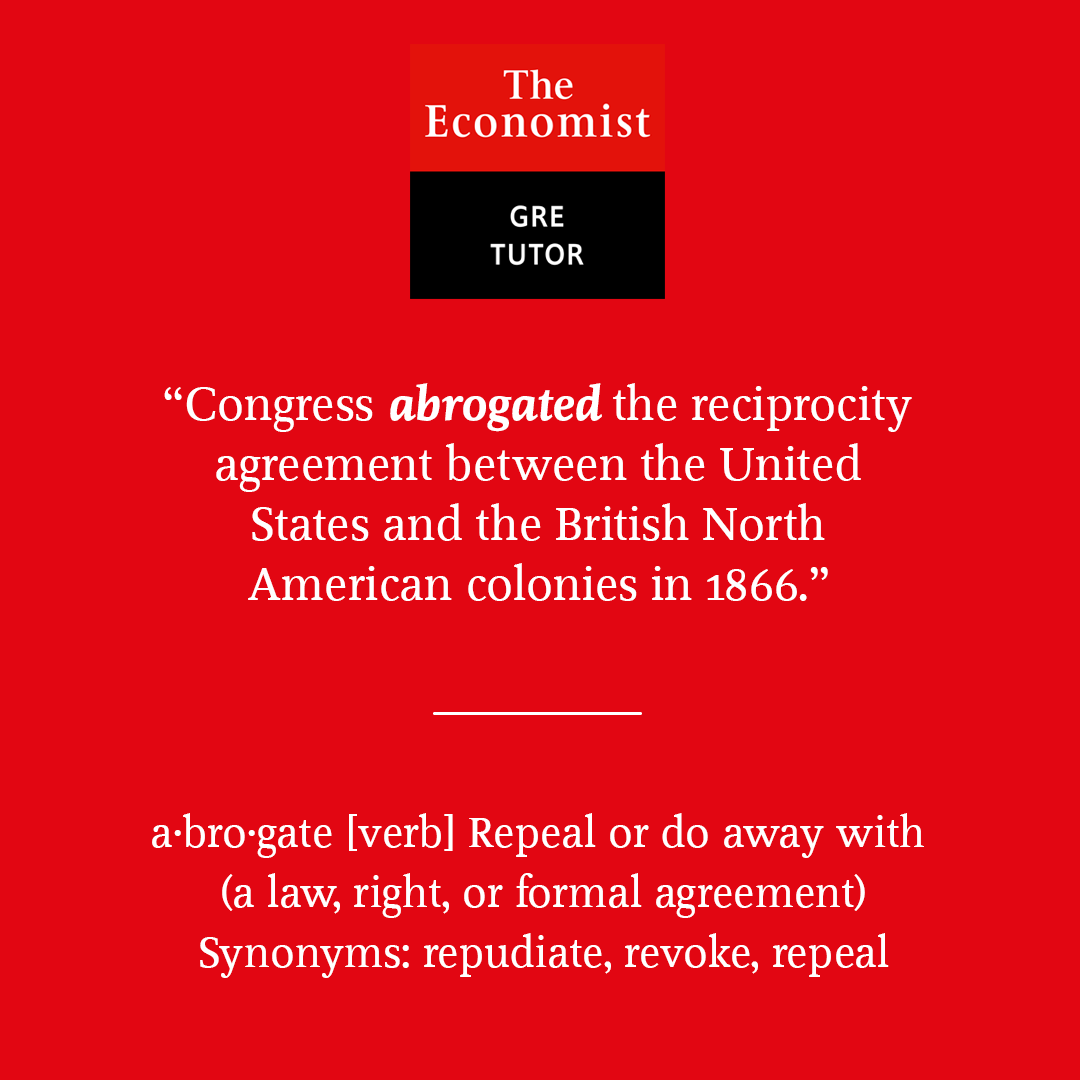 The
Economist
GRE
TUTOR
“Congress abrogated the reciprocity
agreement between the United
States and the British North
American colonies in 1866.”
a·bro·gate [verb] Repeal or do away with
(a law, right, or formal agreement)
Synonyms: repudiate, revoke, repeal